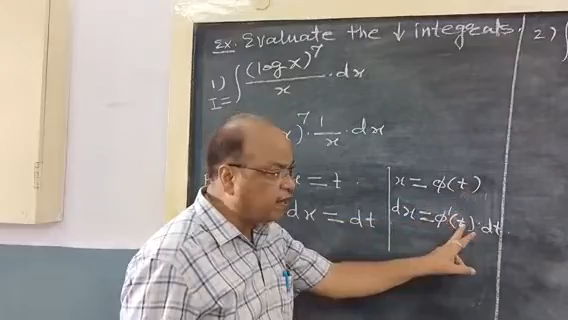 Ex. Evaluate the ↓ integrals.
1) ∫ (log x)^7 / x · dx
I =
x)^7 · 1/x · dx
x = t
dx = dt
x = φ(t)
dx = φ'(t) · dt
2) ∫